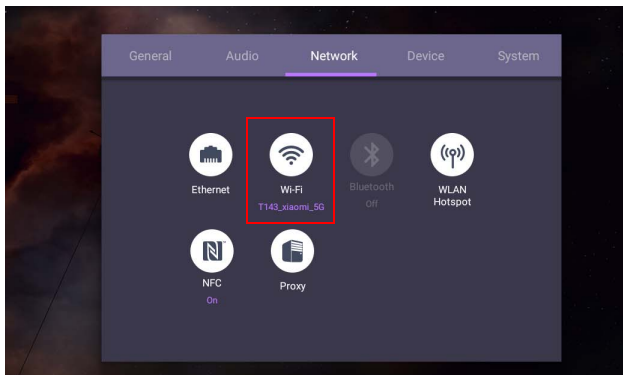 General Audio Network Device System
Ethernet
Wi-Fi
T143_xiaomi_5G
Bluetooth
Off
WLAN
Hotspot
NFC
On
Proxy